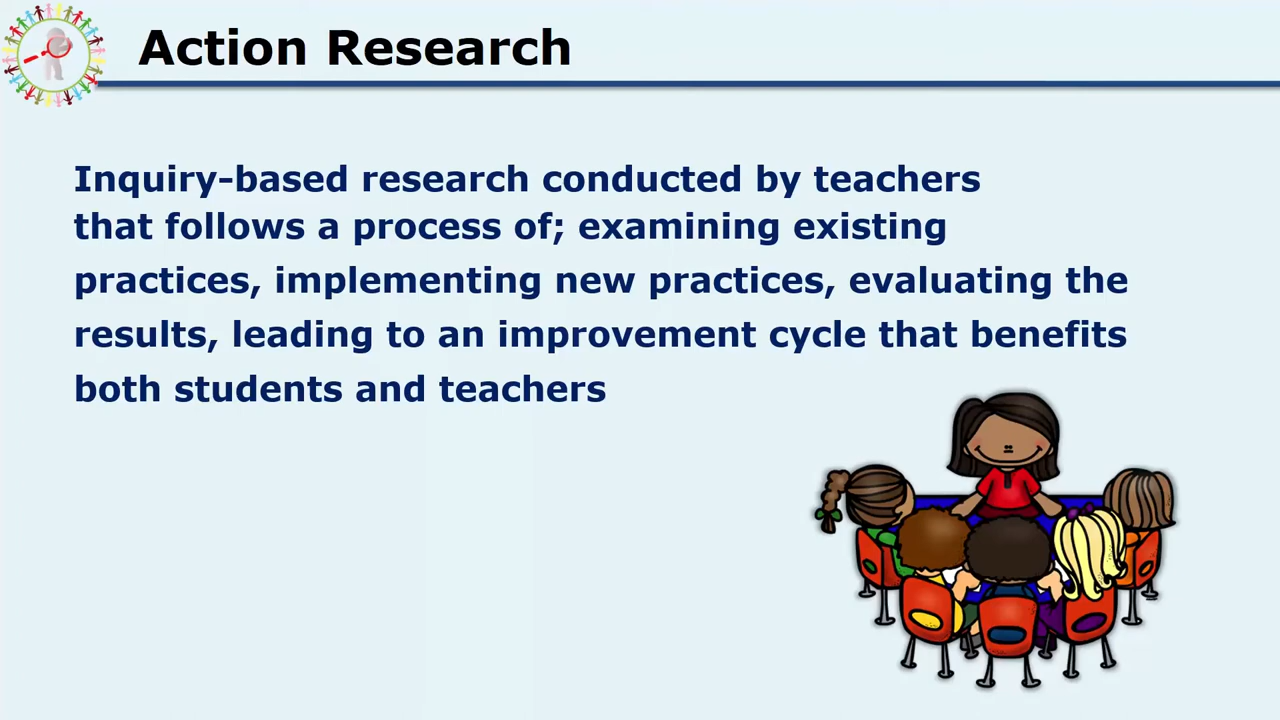 Action Research
Inquiry-based research conducted by teachers
that follows a process of; examining existing
practices, implementing new practices, evaluating the
results, leading to an improvement cycle that benefits
both students and teachers